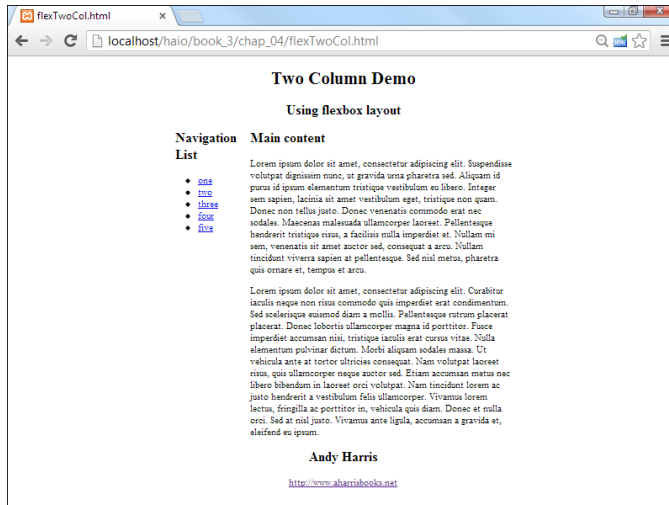 flexTwoCol.html
localhost/haio/book_3/chap_04/flexTwoCol.html
Two Column Demo
Using flexbox layout
Navigation
List
one
two
three
four
five
Main content
Lorem ipsum dolor sit amet, consectetur adipiscing elit. Suspendisse
volutpat dignissim nunc, ut gravida urna pharetra sed. Aliquam id
purus id ipsum elementum tristique vestibulum eu libero. Integer
sem sapien, lacinia sit amet vestibulum eget, tristique non quam.
Donec non tellus justo. Donec venenatis commodo erat nec
sodales. Maecenas malesuada ullamcorper laoreet. Pellentesque
hendrerit tristique risus, a facilisis nulla imperdiet et. Nullam mi
sem, venenatis sit amet auctor sed, consequat a arcu. Nullam
tincidunt viverra sapien at pellentesque. Sed nisl metus, pharetra
quis ornare et, tempus et arcu.
Lorem ipsum dolor sit amet, consectetur adipiscing elit. Curabitur
iaculis neque non risus commodo quis imperdiet erat condimentum.
Sed scelerisque euismod diam a mollis. Pellentesque rutrum placerat
placerat. Donec lobortis ullamcorper magna id porttitor. Fusce
imperdiet accumsan nisi, tristique iaculis erat cursus vitae. Nulla
elementum pulvinar dictum. Morbi aliquam sodales massa. Ut
vehicula ante at tortor ultricies consequat. Nam volutpat laoreet
risus, quis ullamcorper neque auctor sed. Etiam accumsan metus nec
libero bibendum in laoreet orci volutpat. Nam tincidunt lorem ac
justo hendrerit a vestibulum felis ullamcorper. Vivamus lorem
lectus, fringilla ac porttitor in, vehicula quis diam. Donec et nulla
orci. Sed at nisl justo. Vivamus ante ligula, accumsan a gravida et,
eleifend eu ipsum.
Andy Harris
http://www.aharrisbooks.net